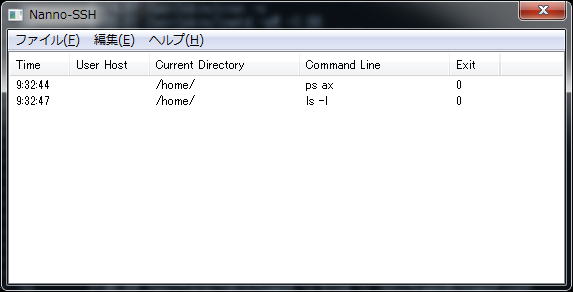 Nanno-SSH
ファイル(F) 編集(E) ヘルプ(H)
Time User Host Current Directory Command Line Exit
9:32:44 /home/ ps ax 0
9:32:47 /home/ ls -l 0